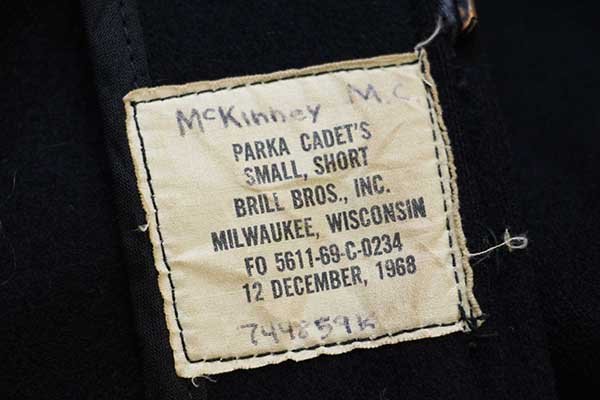 McKinney M.C.
PARKA CADET'S
SMALL, SHORT
BRILL BROS., INC.
MILWAUKEE, WISCONSIN
FO 5611-69-C-0234
12 DECEMBER, 1968
744859K